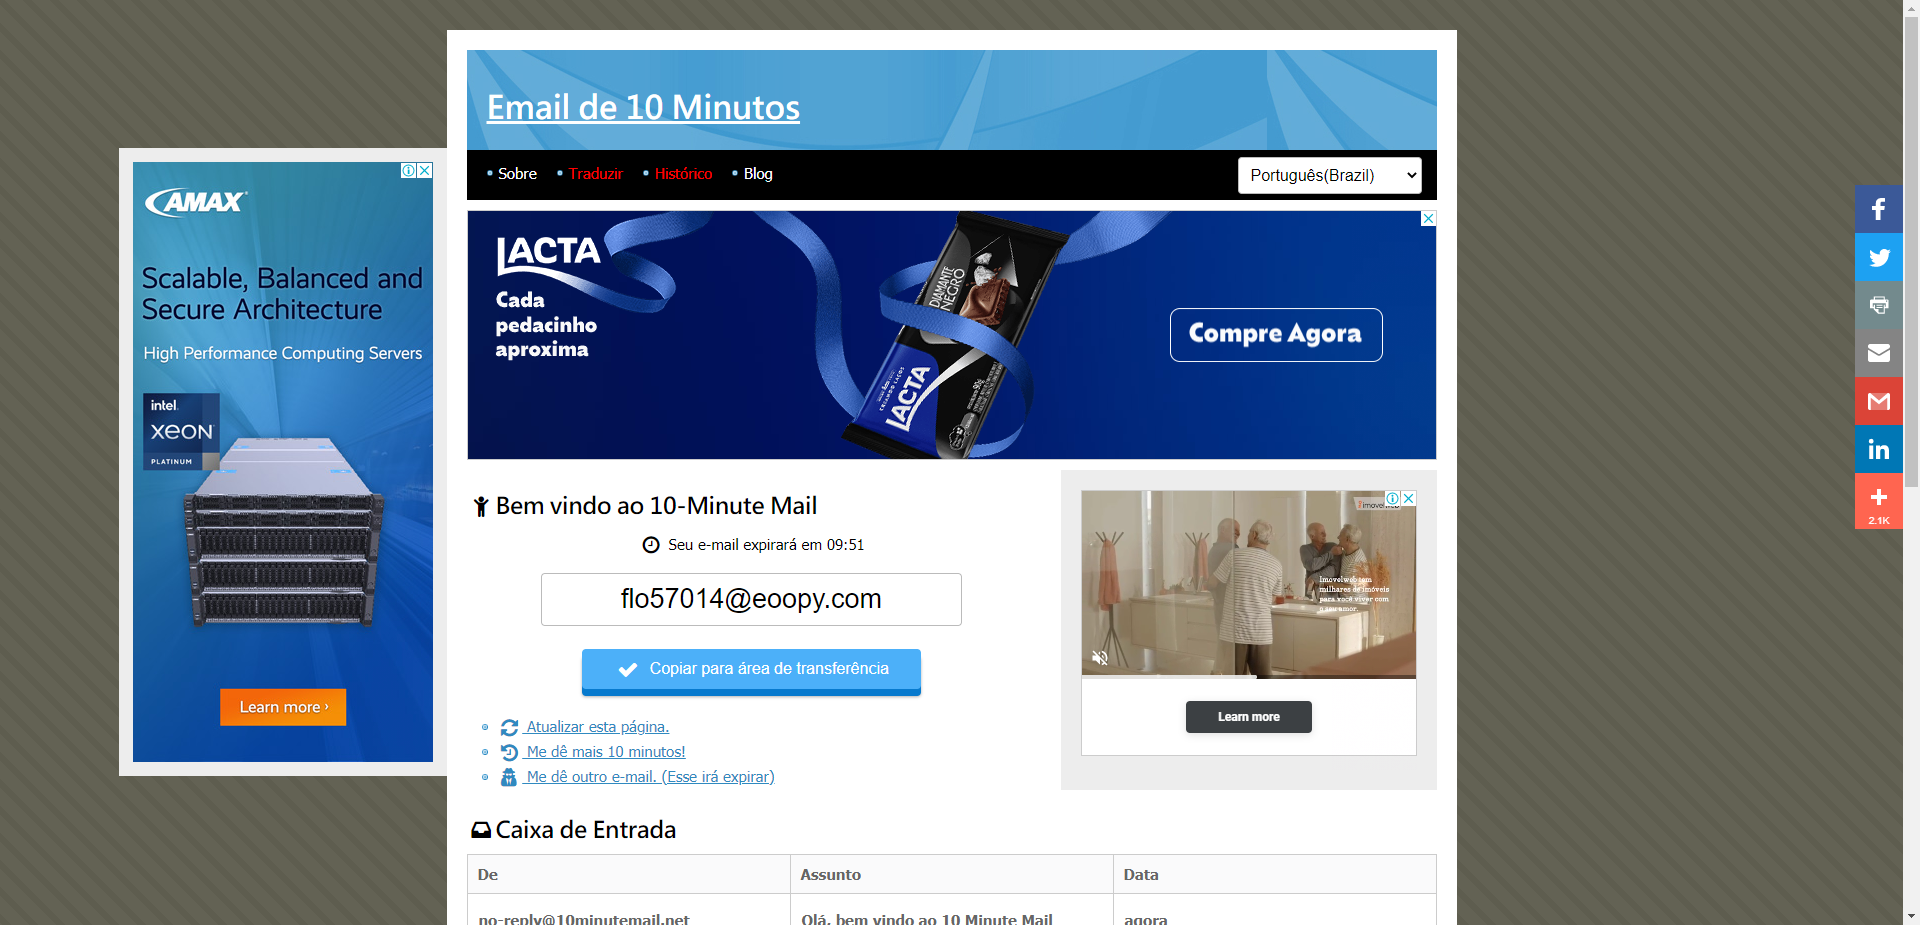 Email de 10 Minutos
Sobre
Traduzir
Histórico
Blog
Português(Brazil)
AMAX
Scalable, Balanced and
Secure Architecture
High Performance Computing Servers
intel
xeon
PLATINUM
Learn more ›
LACTA
Cada
pedacinho
aproxima
DIAMANTE
NEGRO
LACTA
Compre Agora
2.1K
Bem vindo ao 10-Minute Mail
Seu e-mail expirará em 09:51
flo57014@eoopy.com
Copiar para área de transferência
Atualizar esta página.
Me dê mais 10 minutos!
Me dê outro e-mail. (Esse irá expirar)
Imovelweb tem
milhares de imóveis
para você viver com
o seu amor.
Learn more
Caixa de Entrada
De
Assunto
Data
no-reply@10minutemail.net
Olá, bem vindo ao 10 Minute Mail
agora